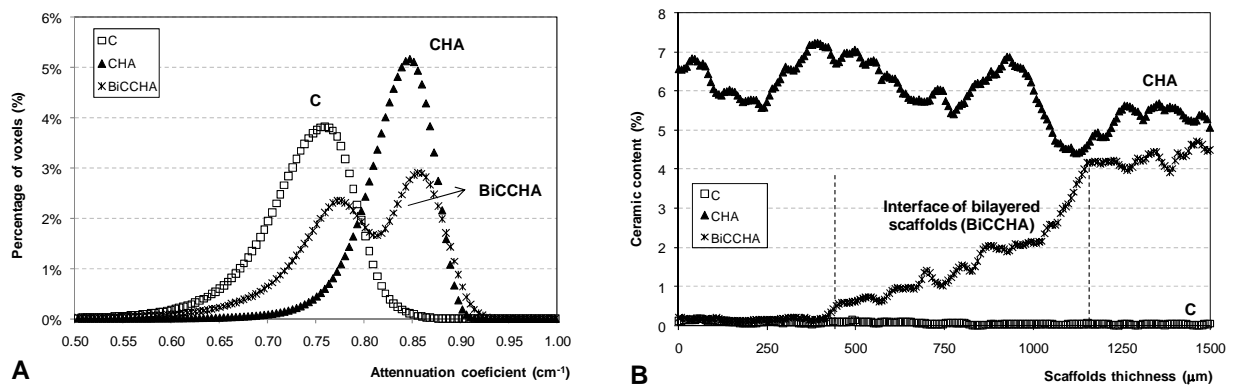 6%
5%
4%
3%
2%
1%
0%
Percentage of voxels (%)
C
CHA
BiCCHA
C
CHA
BiCCHA
0.50 0.55 0.60 0.65 0.70 0.75 0.80 0.85 0.90 0.95 1.00
Attennuation coeficient (cm⁻¹)
A
8
7
6
5
4
3
2
1
0
Ceramic content (%)
CHA
C
CHA
BiCCHA
Interface of bilayered
scaffolds (BiCCHA)
C
0 250 500 750 1000 1250 1500
Scaffolds thickness (μm)
B